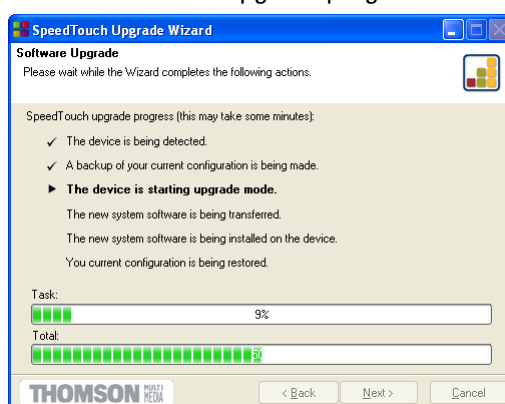 SpeedTouch Upgrade Wizard
Software Upgrade
Please wait while the Wizard completes the following actions.
SpeedTouch upgrade progress (this may take some minutes):
The device is being detected.
A backup of your current configuration is being made.
The device is starting upgrade mode.
The new system software is being transferred.
The new system software is being installed on the device.
You current configuration is being restored.
Task:
9%
Total:
THOMSON MULTI MEDIA
< Back Next > Cancel